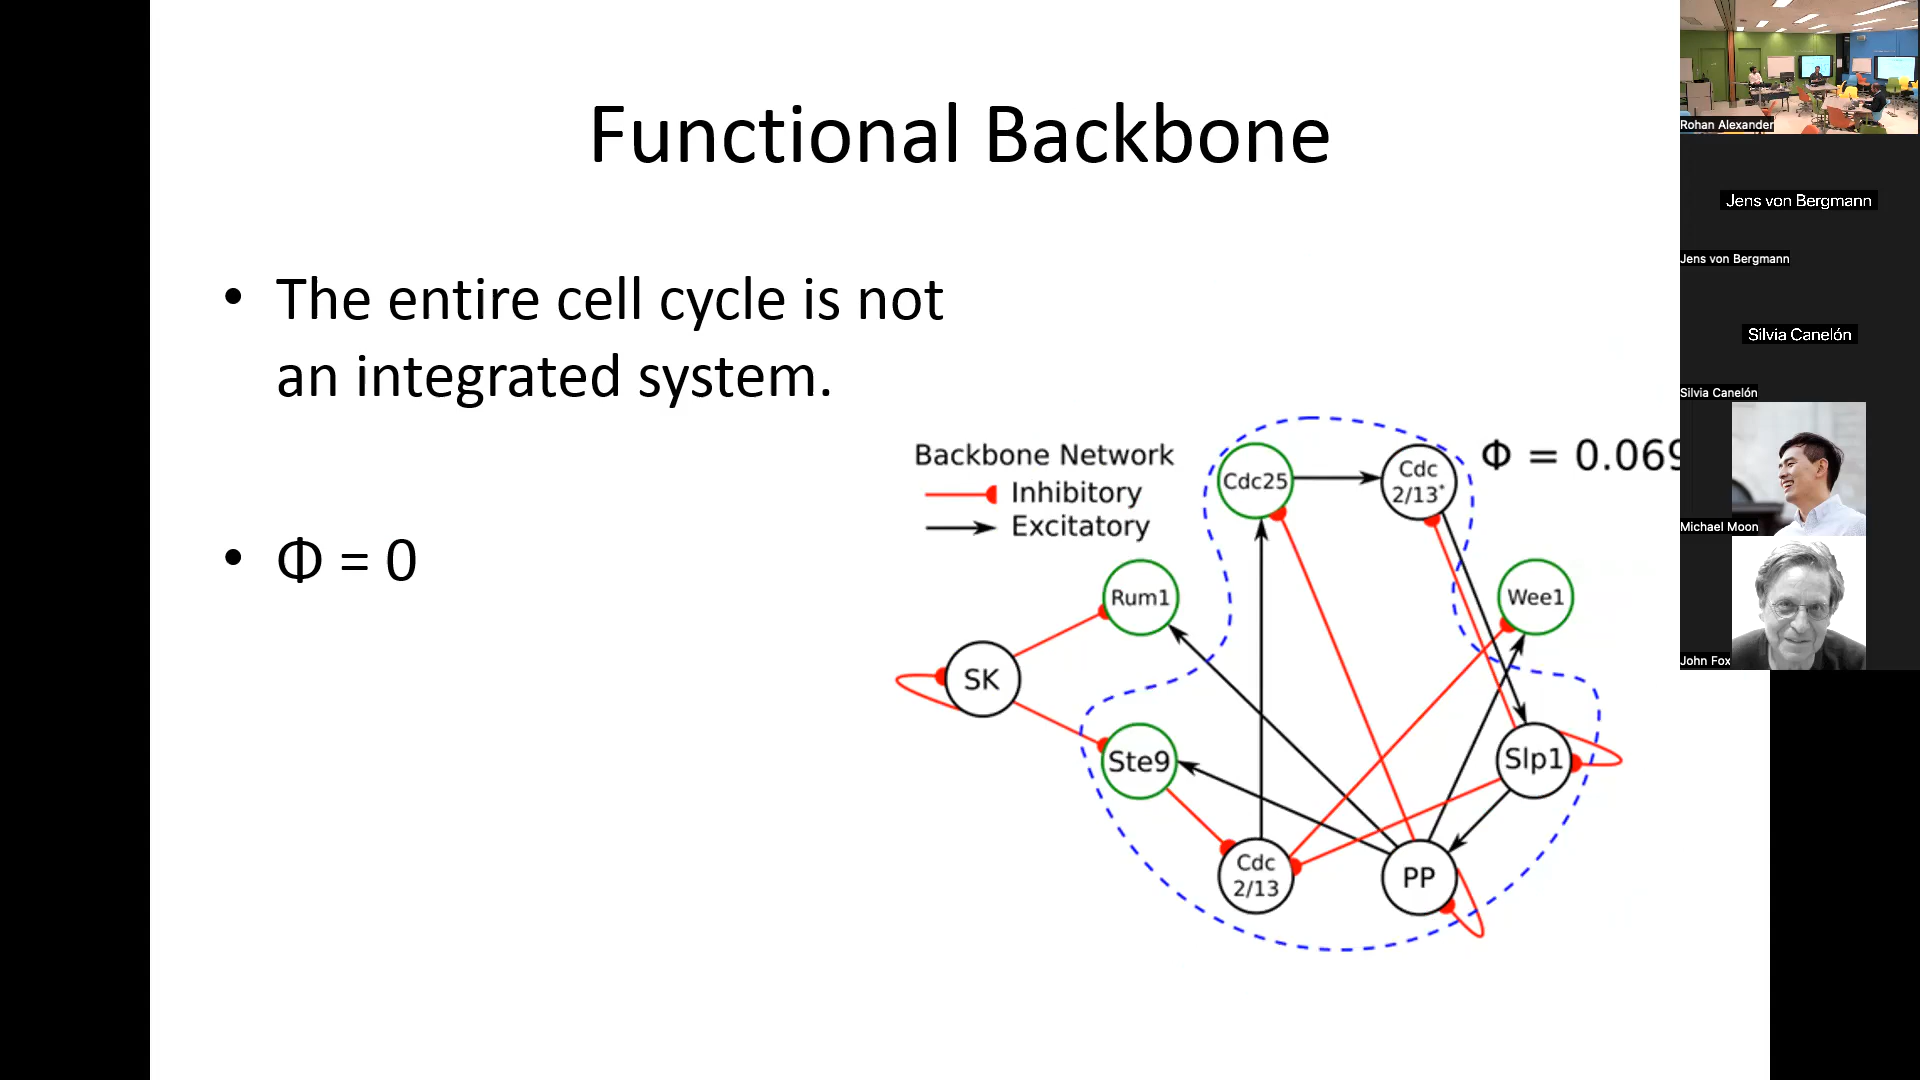 Functional Backbone
• The entire cell cycle is not
an integrated system.
• Φ = 0
Backbone Network
Inhibitory
Excitatory
Φ = 0.069
Cdc25
Cdc
2/13*
Rum1
Wee1
SK
Ste9
Slp1
Cdc
2/13
PP
Rohan Alexander
Jens von Bergmann
Jens von Bergmann
Silvia Canelón
Silvia Canelón
Michael Moon
John Fox